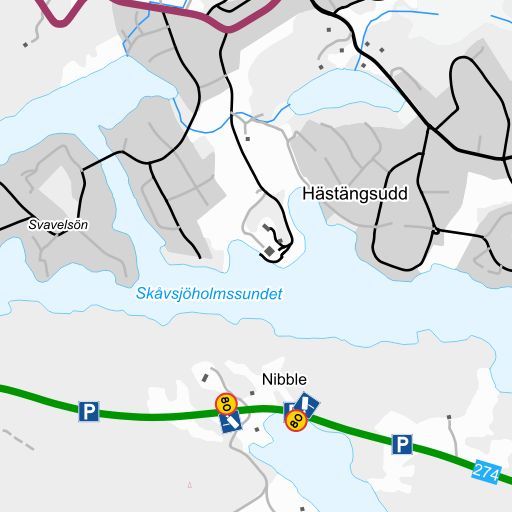 Hästängsudd
Svavelsön
Skåvsjöholmssundet
Nibble
P
80
P
80
P
274